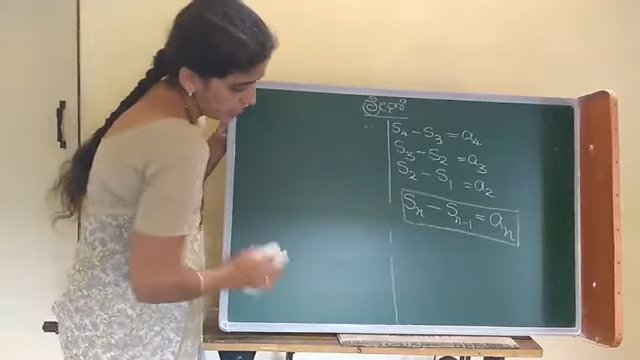 ശ്രേണി
S₄ − S₃ = a₄
S₃ − S₂ = a₃
S₂ − S₁ = a₂
Sₙ − Sₙ₋₁ = aₙ